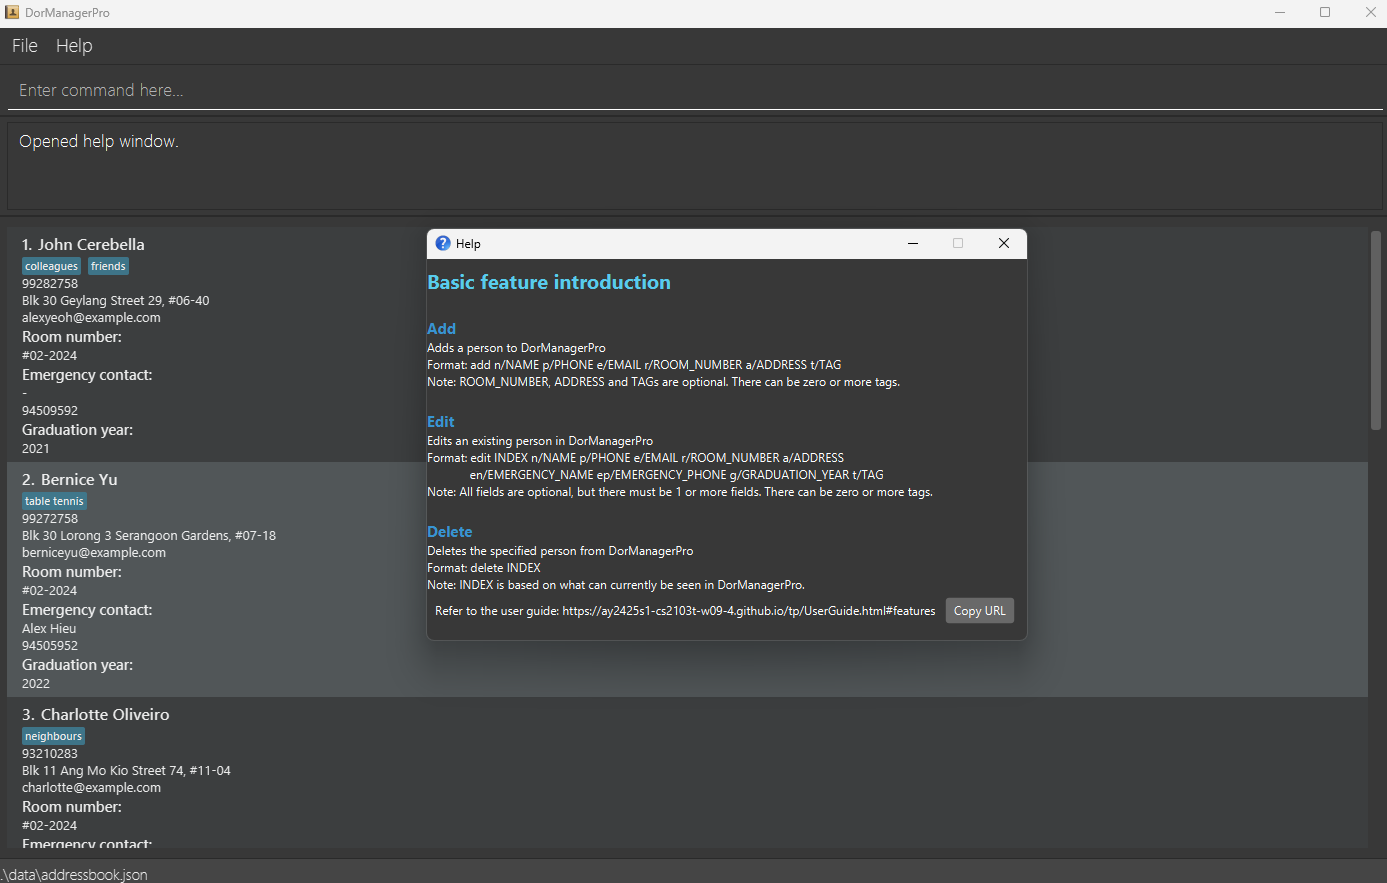 DorManagerPro
File Help
Enter command here...
Opened help window.
1. John Cerebella
colleagues friends
99282758
Blk 30 Geylang Street 29, #06-40
alexyeoh@example.com
Room number:
#02-2024
Emergency contact:
-
94509592
Graduation year:
2021
2. Bernice Yu
table tennis
99272758
Blk 30 Lorong 3 Serangoon Gardens, #07-18
berniceyu@example.com
Room number:
#02-2024
Emergency contact:
Alex Hieu
94505952
Graduation year:
2022
3. Charlotte Oliveiro
neighbours
93210283
Blk 11 Ang Mo Kio Street 74, #11-04
charlotte@example.com
Room number:
#02-2024
Emergency contact:
Help
Basic feature introduction
Add
Adds a person to DorManagerPro
Format: add n/NAME p/PHONE e/EMAIL r/ROOM_NUMBER a/ADDRESS t/TAG
Note: ROOM_NUMBER, ADDRESS and TAGs are optional. There can be zero or more tags.
Edit
Edits an existing person in DorManagerPro
Format: edit INDEX n/NAME p/PHONE e/EMAIL r/ROOM_NUMBER a/ADDRESS
en/EMERGENCY_NAME ep/EMERGENCY_PHONE g/GRADUATION_YEAR t/TAG
Note: All fields are optional, but there must be 1 or more fields. There can be zero or more tags.
Delete
Deletes the specified person from DorManagerPro
Format: delete INDEX
Note: INDEX is based on what can currently be seen in DorManagerPro.
Refer to the user guide: https://ay2425s1-cs2103t-w09-4.github.io/tp/UserGuide.html#features
Copy URL
.\data\addressbook.json